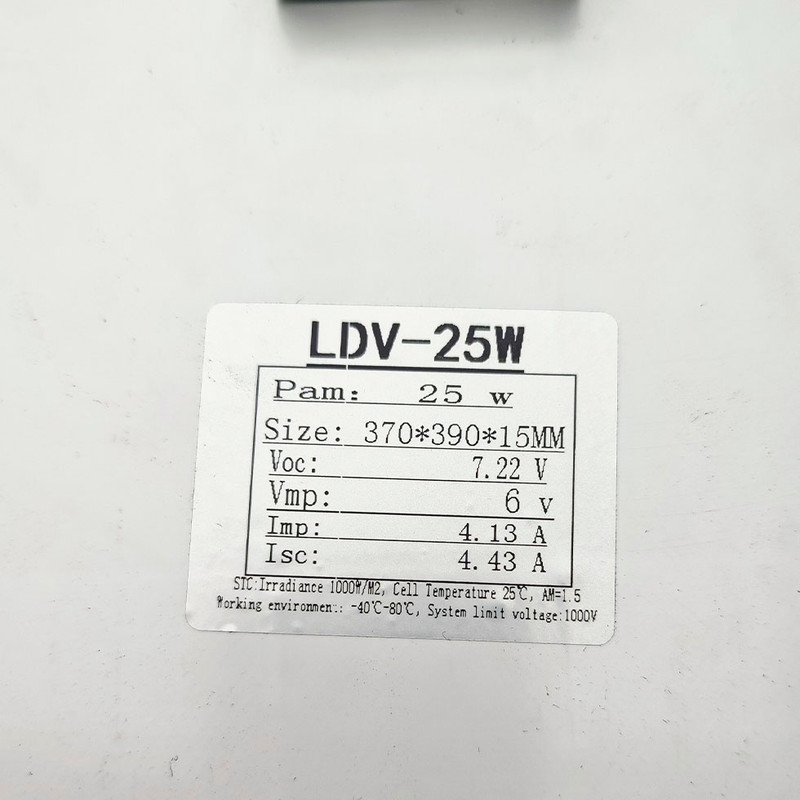 LDV-25W
Pam: 25 w
Size: 370*390*15MM
Voc: 7.22 V
Vmp: 6 v
Imp: 4.13 A
Isc: 4.43 A
STC:Irradiance 1000W/M2, Cell Temperature 25℃, AM=1.5
Working environment: -40℃-80℃, System limit voltage:1000V